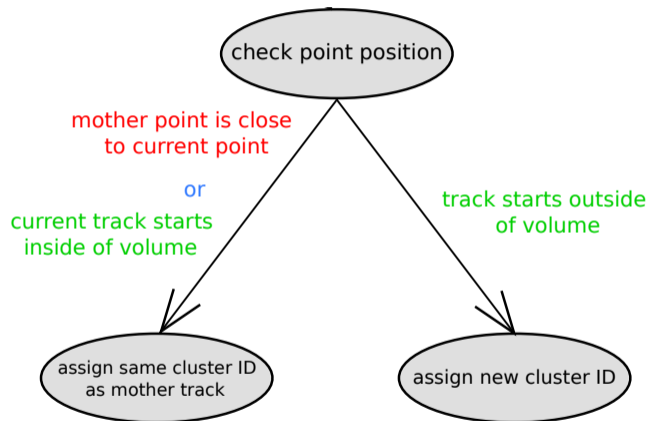 check point position
mother point is close
to current point
or
current track starts
inside of volume
track starts outside
of volume
assign same cluster ID
as mother track
assign new cluster ID